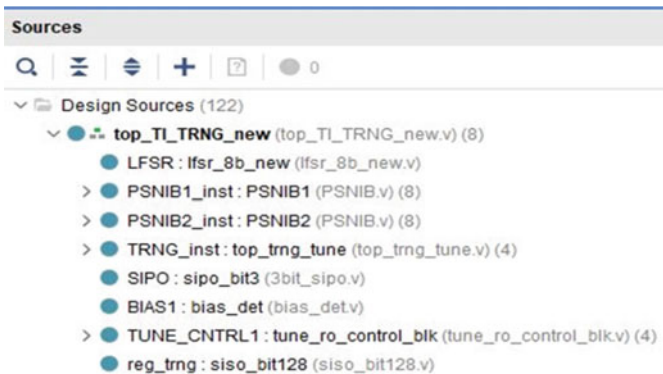 Sources
0
Design Sources (122)
top_TI_TRNG_new (top_TI_TRNG_new.v) (8)
LFSR : lfsr_8b_new (lfsr_8b_new.v)
PSNIB1_inst : PSNIB1 (PSNIB.v) (8)
PSNIB2_inst : PSNIB2 (PSNIB.v) (8)
TRNG_inst : top_trng_tune (top_trng_tune.v) (4)
SIPO : sipo_bit3 (3bit_sipo.v)
BIAS1 : bias_det (bias_det.v)
TUNE_CNTRL1 : tune_ro_control_blk (tune_ro_control_blk.v) (4)
reg_trng : siso_bit128 (siso_bit128.v)